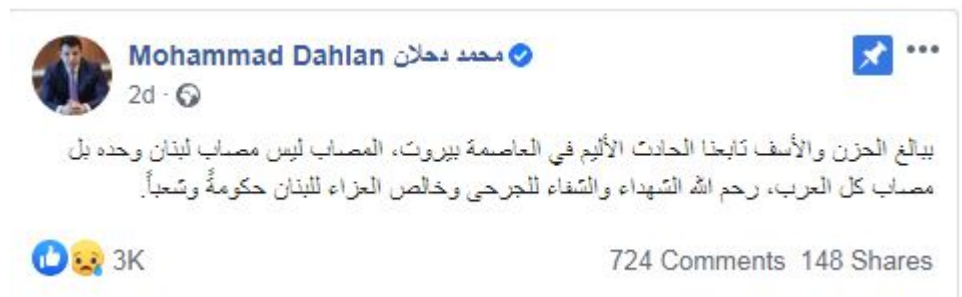 Mohammad Dahlan محمد دحلان
2d
ببالغ الحزن والأسف تابعنا الحادث الأليم في العاصمة بيروت، المصاب ليس مصاب لبنان وحده بل
مصاب كل العرب، رحم الله الشهداء والشفاء للجرحى وخالص العزاء للبنان حكومةً وشعباً.
3K
724 Comments 148 Shares